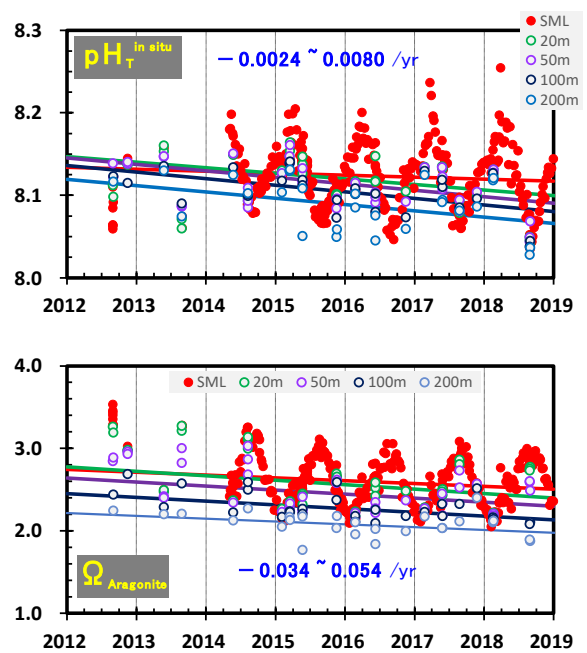 8.3
8.2
8.1
8.0
pH T in situ
－0.0024 ~ 0.0080 /yr
SML
20m
50m
100m
200m
2012 2013 2014 2015 2016 2017 2018 2019
4.0
3.0
2.0
1.0
SML 20m 50m 100m 200m
Ω Aragonite
－0.034 ~ 0.054 /yr
2012 2013 2014 2015 2016 2017 2018 2019